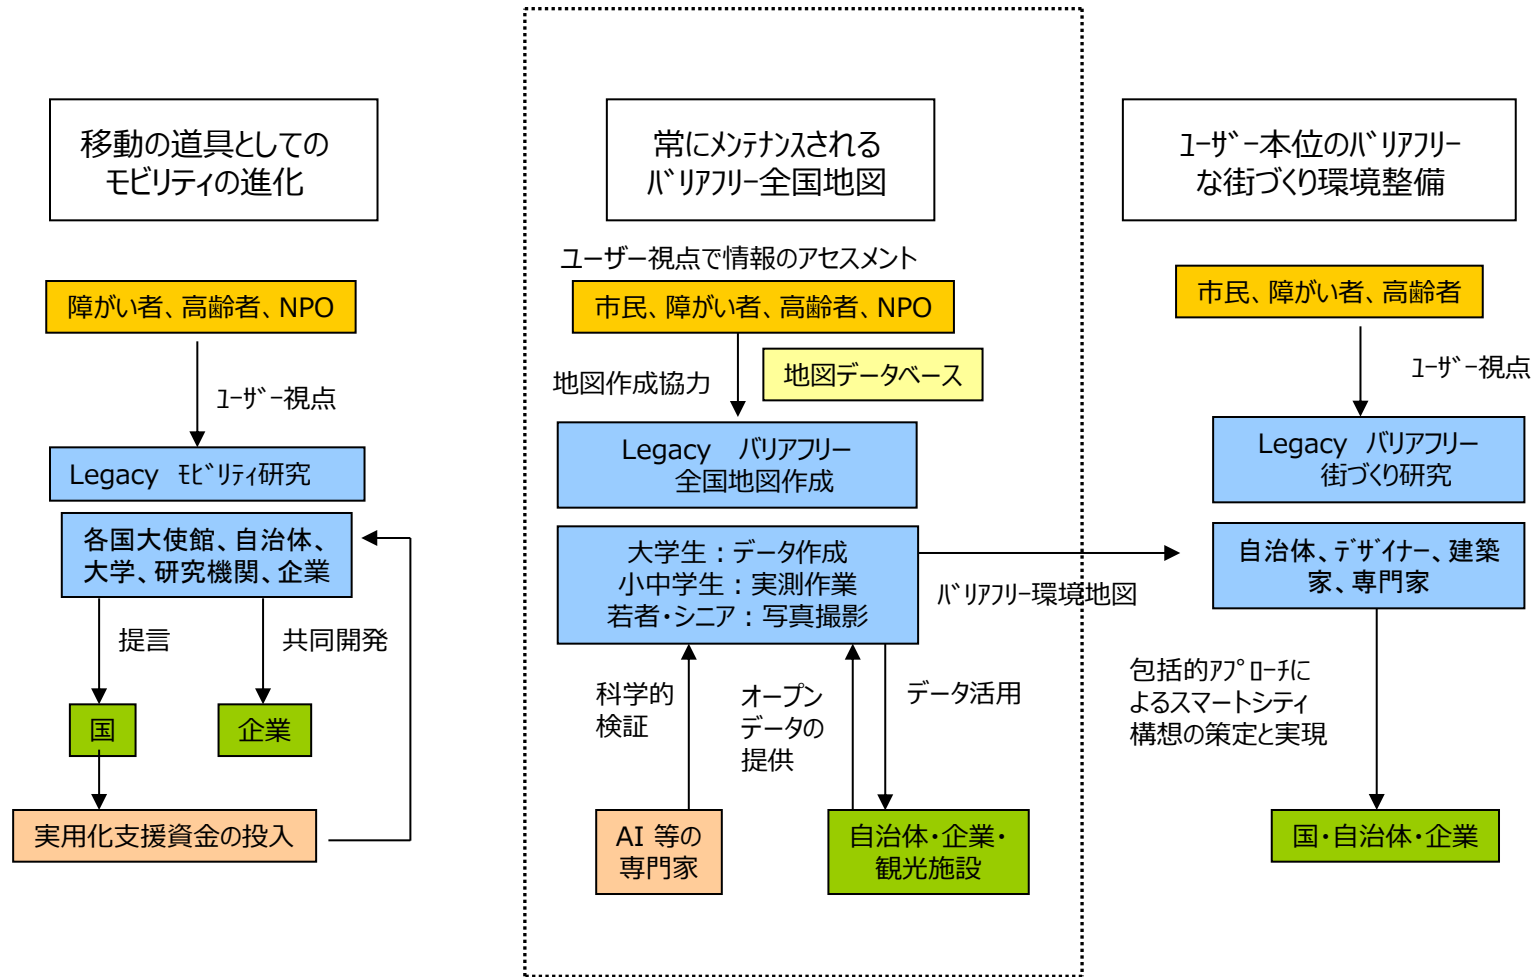 移動の道具としての
モビリティの進化
障がい者、高齢者、NPO
ﾕｰｻﾞｰ視点
Legacy ﾓﾋﾞﾘﾃｨ研究
各国大使館、自治体、
大学、研究機関、企業
提言
共同開発
国
企業
実用化支援資金の投入
常にﾒﾝﾃﾅﾝｽされる
ﾊﾞﾘｱﾌﾘｰ全国地図
ユーザー視点で情報のアセスメント
市民、障がい者、高齢者、NPO
地図作成協力
地図データベース
Legacy バリアフリー
全国地図作成
大学生：データ作成
小中学生：実測作業
若者・シニア：写真撮影
ﾊﾞﾘｱﾌﾘｰ環境地図
科学的
検証
オープン
データの
提供
データ活用
AI 等の
専門家
自治体・企業・
観光施設
ﾕｰｻﾞｰ本位のﾊﾞﾘｱﾌﾘｰ
な街づくり環境整備
市民、障がい者、高齢者
ﾕｰｻﾞｰ視点
Legacy バリアフリー
街づくり研究
自治体、ﾃﾞｻﾞｲﾅｰ、建築
家、専門家
包括的ｱﾌﾟﾛｰﾁに
よるスマートシティ
構想の策定と実現
国・自治体・企業